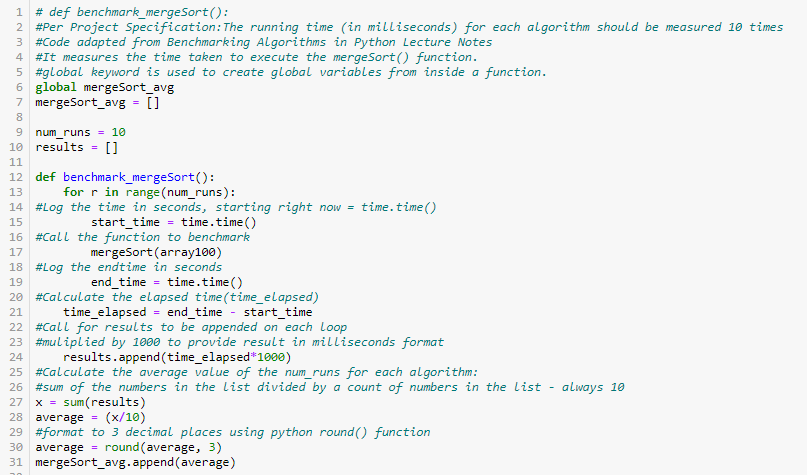 1 # def benchmark_mergeSort():
2 #Per Project Specification:The running time (in milliseconds) for each algorithm should be measured 10 times
3 #Code adapted from Benchmarking Algorithms in Python Lecture Notes
4 #It measures the time taken to execute the mergeSort() function.
5 #global keyword is used to create global variables from inside a function.
6 global mergeSort_avg
7 mergeSort_avg = []
8
9 num_runs = 10
10 results = []
11
12 def benchmark_mergeSort():
13     for r in range(num_runs):
14 #Log the time in seconds, starting right now = time.time()
15         start_time = time.time()
16 #Call the function to benchmark
17         mergeSort(array100)
18 #Log the endtime in seconds
19         end_time = time.time()
20 #Calculate the elapsed time(time_elapsed)
21     time_elapsed = end_time - start_time
22 #Call for results to be appended on each loop
23 #muliplied by 1000 to provide result in milliseconds format
24     results.append(time_elapsed*1000)
25 #Calculate the average value of the num_runs for each algorithm:
26 #sum of the numbers in the list divided by a count of numbers in the list - always 10
27 x = sum(results)
28 average = (x/10)
29 #format to 3 decimal places using python round() function
30 average = round(average, 3)
31 mergeSort_avg.append(average)